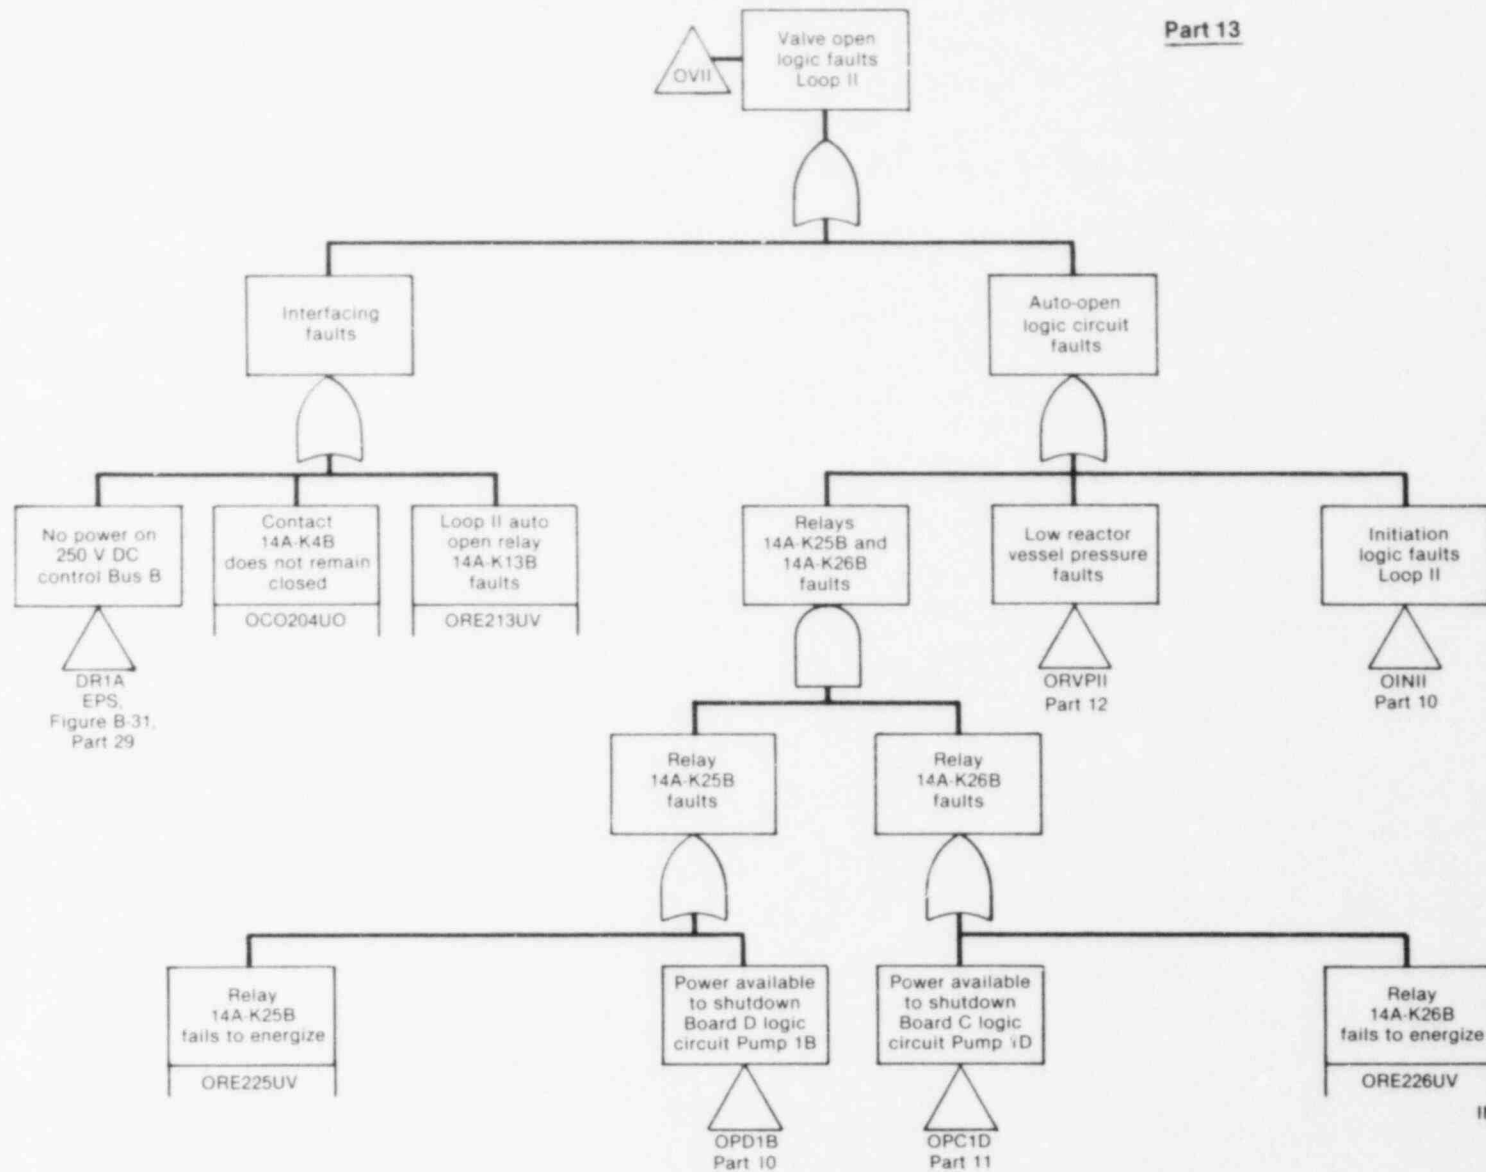 Part 13
Valve open
logic faults
Loop II
OVII
Interfacing
faults
Auto-open
logic circuit
faults
No power on
250 V DC
control Bus B
DR1A
EPS,
Figure B-31,
Part 29
Contact
14A-K4B
does not remain
closed
OCO204UO
Loop II auto
open relay
14A-K13B
faults
ORE213UV
Relays
14A-K25B and
14A-K26B
faults
Low reactor
vessel pressure
faults
ORVPII
Part 12
Initiation
logic faults
Loop II
OINII
Part 10
Relay
14A-K25B
faults
Relay
14A-K26B
faults
Relay
14A-K25B
fails to energize
ORE225UV
Power available
to shutdown
Board D logic
circuit Pump 1B
OPD1B
Part 10
Power available
to shutdown
Board C logic
circuit Pump 1D
OPC1D
Part 11
Relay
14A-K26B
fails to energize
ORE226UV